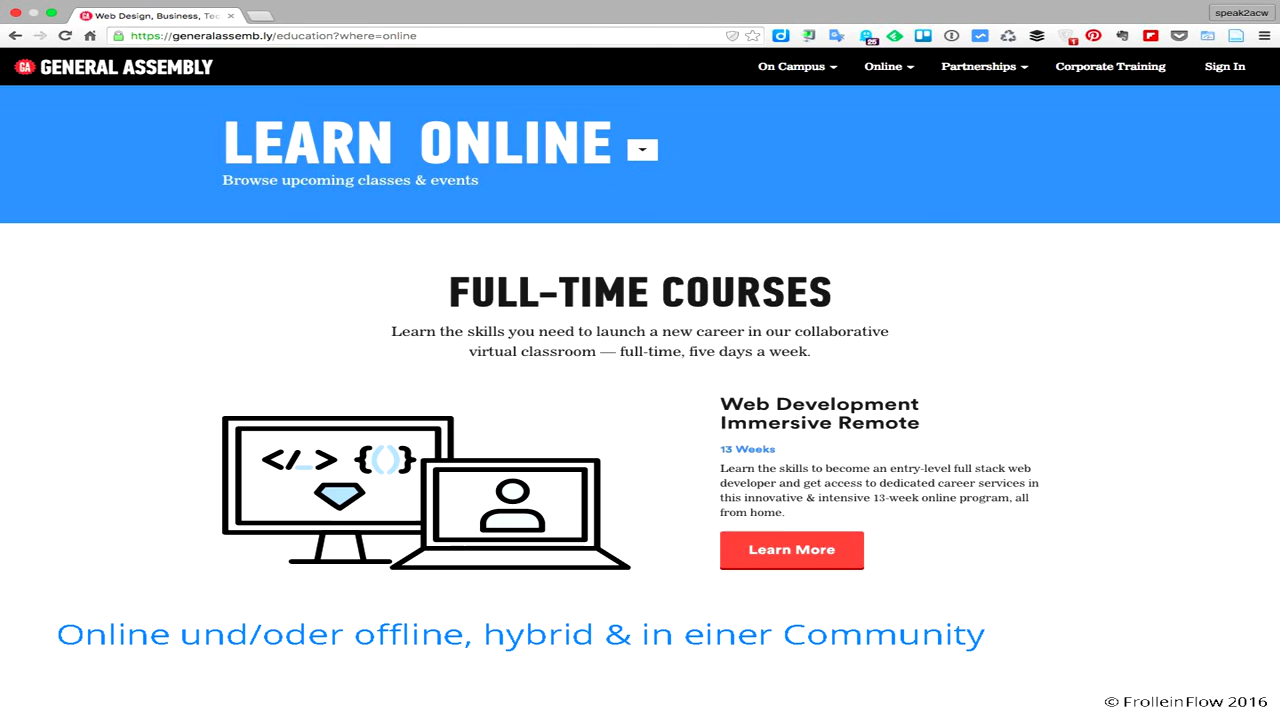 Web Design, Business, Tec
speak2acw
https://generalassemb.ly/education?where=online
25
1
GA GENERAL ASSEMBLY
On Campus
Online
Partnerships
Corporate Training
Sign In
LEARN ONLINE
Browse upcoming classes & events
FULL-TIME COURSES
Learn the skills you need to launch a new career in our collaborative
virtual classroom — full-time, five days a week.
</_> {()}
Web Development
Immersive Remote
13 Weeks
Learn the skills to become an entry-level full stack web
developer and get access to dedicated career services in
this innovative & intensive 13-week online program, all
from home.
Learn More
Online und/oder offline, hybrid & in einer Community
© FrolleinFlow 2016